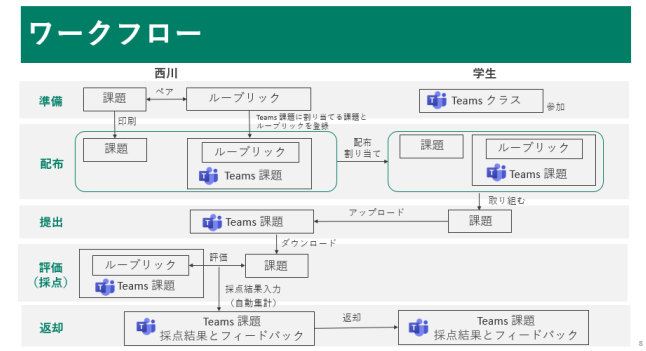 ワークフロー
西川
学生
準備
課題
ペア
ルーブリック
Teams クラス
参加
印刷
Teams 課題に割り当てる課題と
ルーブリックを登録
配布
課題
ルーブリック
Teams 課題
配布
割り当て
課題
ルーブリック
Teams 課題
取り組む
提出
Teams 課題
アップロード
課題
ダウンロード
評価
（採点）
ルーブリック
Teams 課題
評価
課題
採点結果入力
（自動集計）
返却
Teams 課題
採点結果とフィードバック
返却
Teams 課題
採点結果とフィードバック
8